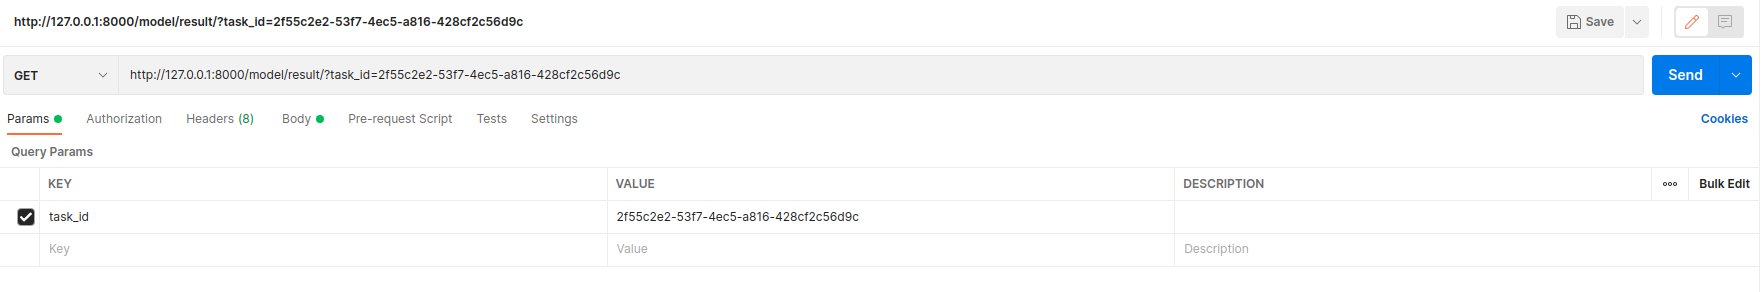 http://127.0.0.1:8000/model/result/?task_id=2f55c2e2-53f7-4ec5-a816-428cf2c56d9c Save
GET http://127.0.0.1:8000/model/result/?task_id=2f55c2e2-53f7-4ec5-a816-428cf2c56d9c Send
Params Authorization Headers (8) Body Pre-request Script Tests Settings Cookies
Query Params
KEY VALUE DESCRIPTION Bulk Edit
task_id 2f55c2e2-53f7-4ec5-a816-428cf2c56d9c
Key Value Description